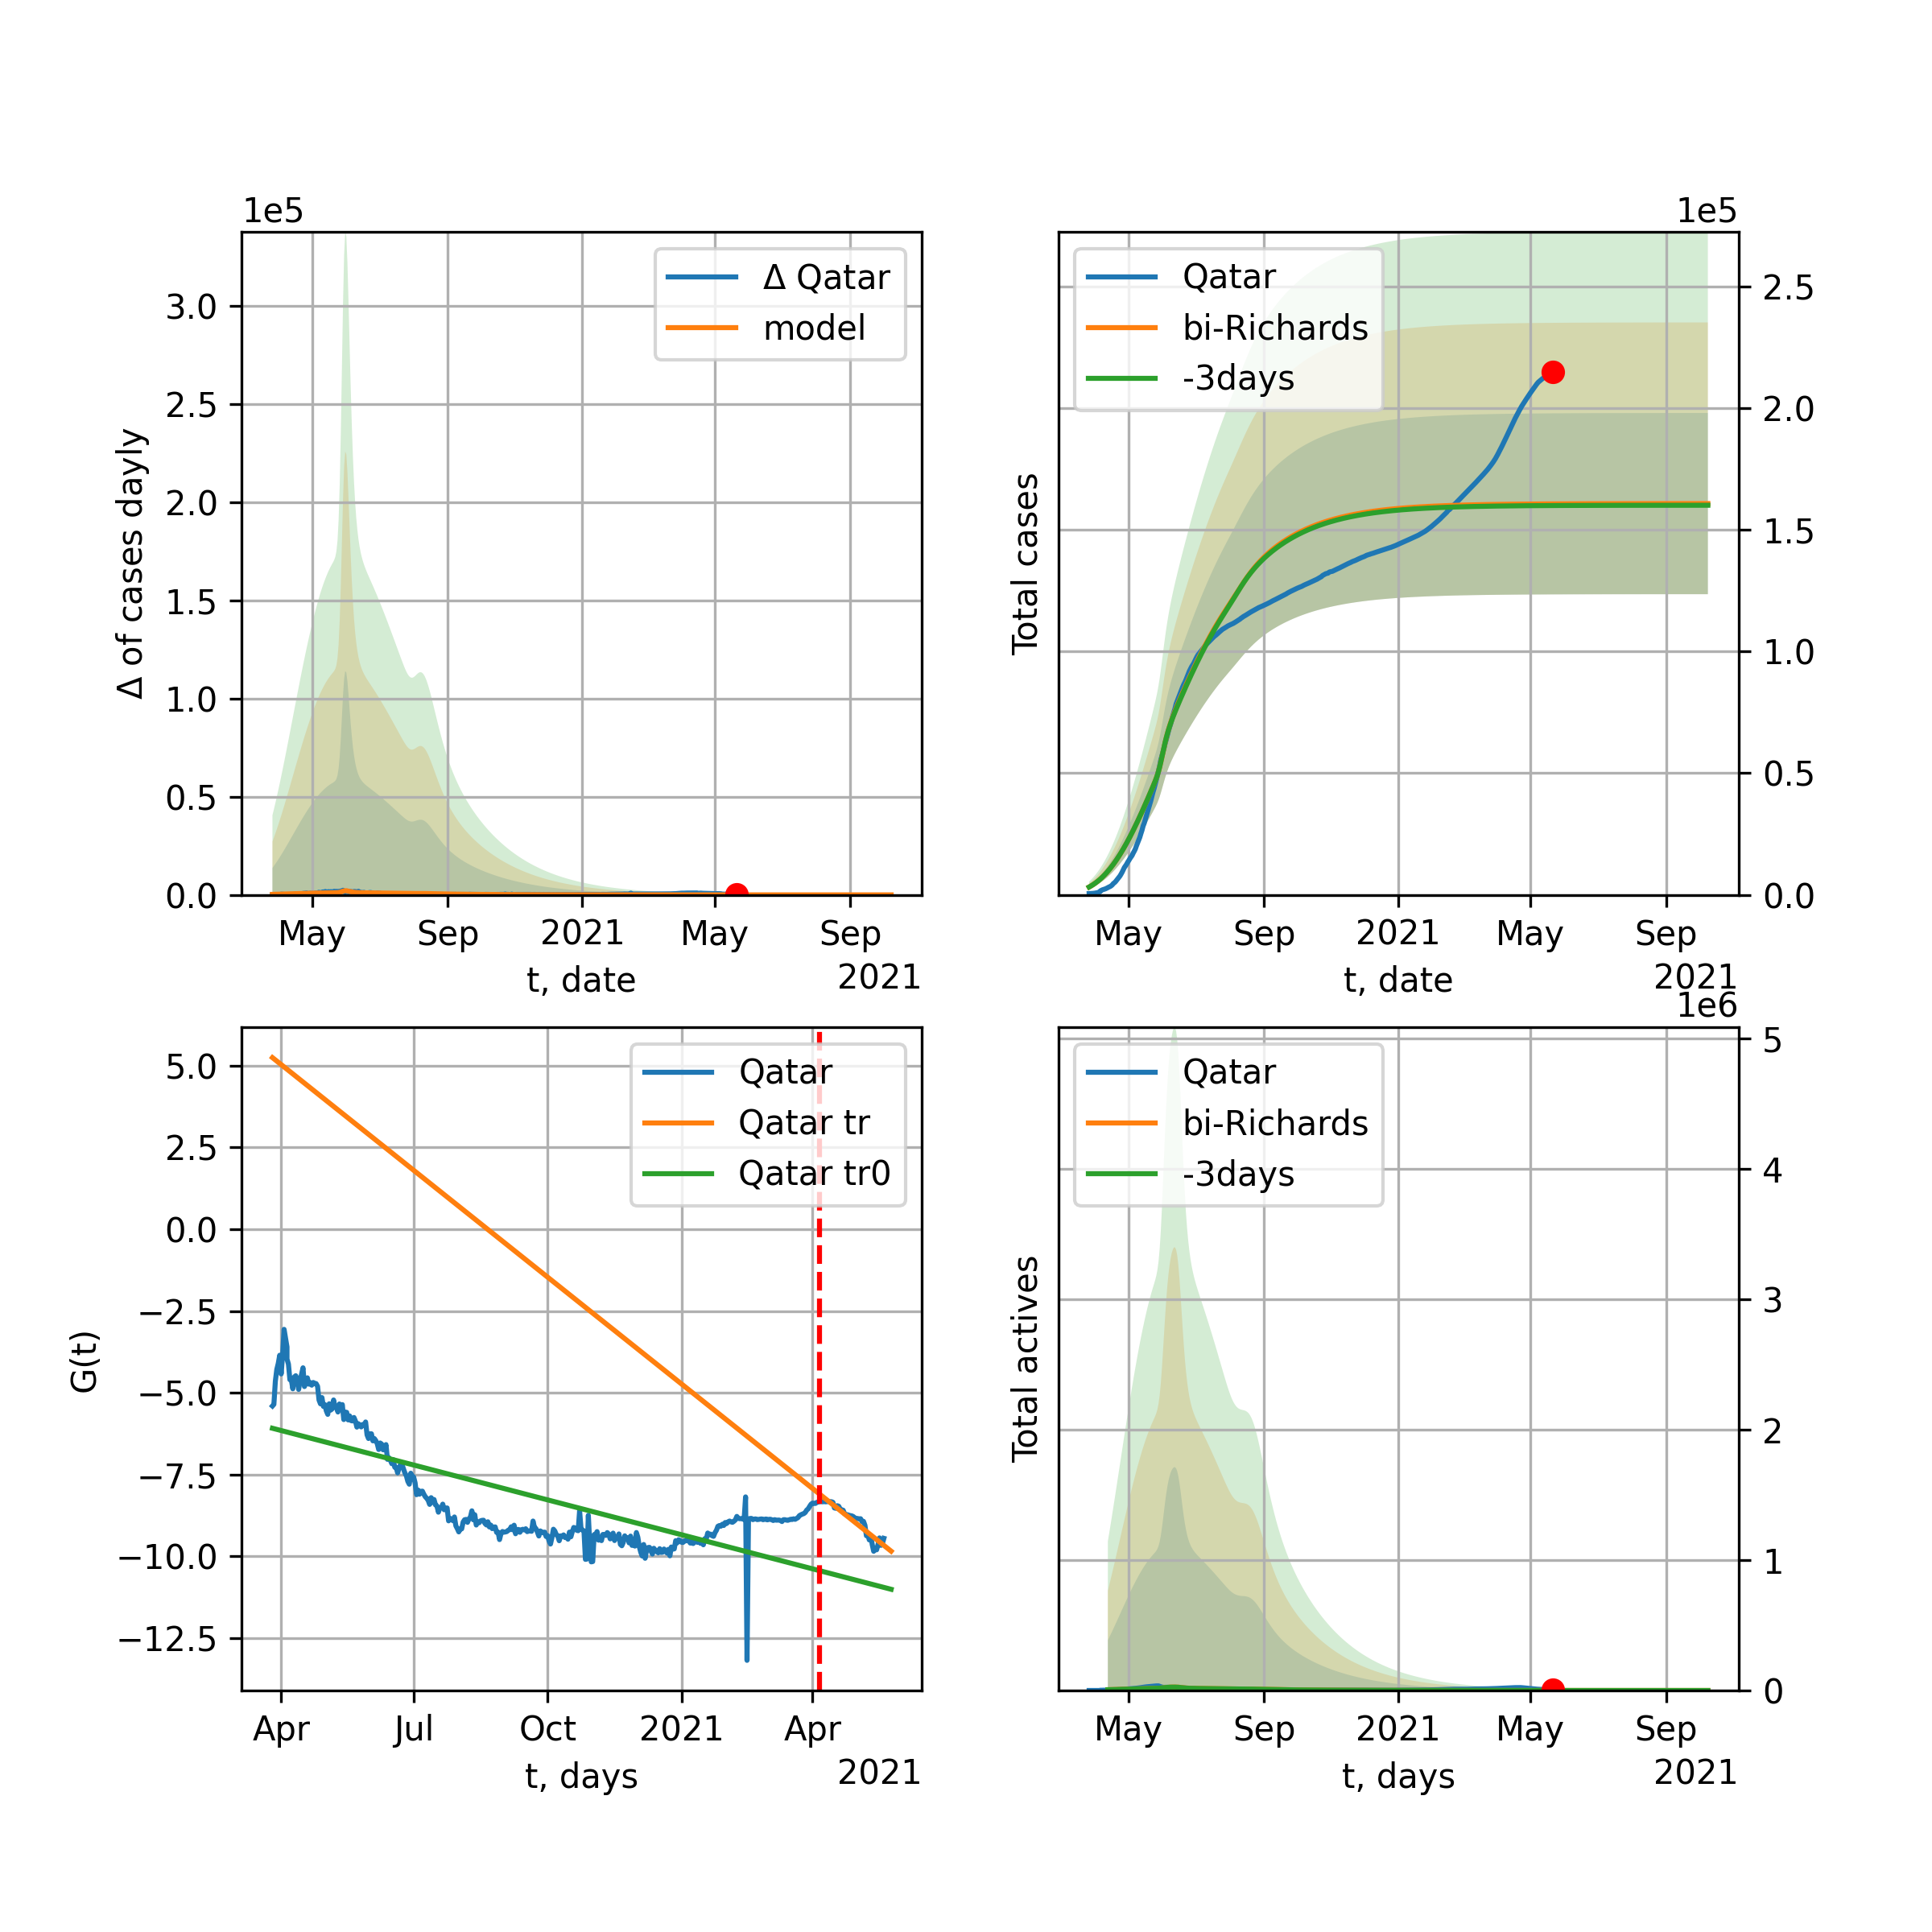 1e5
Δ of cases dayly
3.0
2.5
2.0
1.5
1.0
0.5
0.0
Δ Qatar
model
May Sep 2021 May Sep
t, date
2021
1e5
Total cases
Qatar
bi-Richards
-3days
2.5
2.0
1.5
1.0
0.5
0.0
May Sep 2021 May Sep
t, date
2021
G(t)
5.0
2.5
0.0
−2.5
−5.0
−7.5
−10.0
−12.5
Qatar
Qatar tr
Qatar tr0
Apr Jul Oct 2021 Apr
t, days
2021
1e6
Total actives
Qatar
bi-Richards
-3days
5
4
3
2
1
0
May Sep 2021 May Sep
t, days
2021